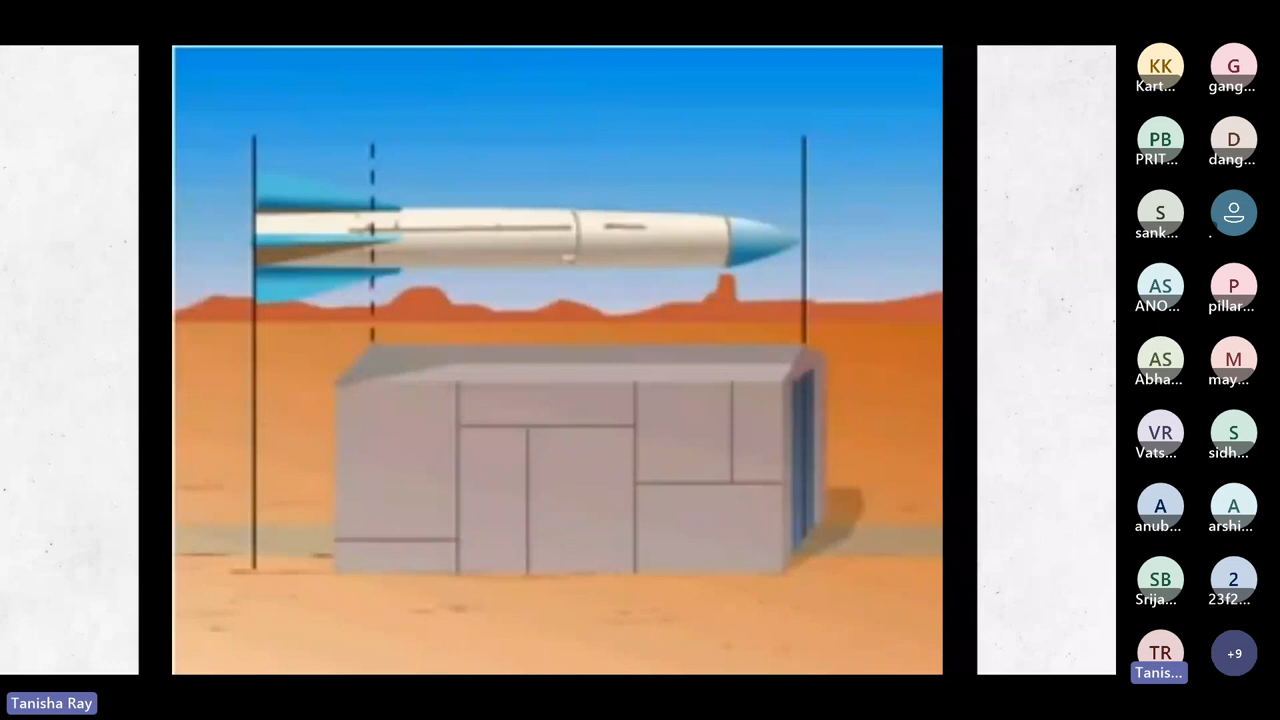 KK
Kart...
G
gang...
PB
PRIT...
D
dang...
S
sank...
.
AS
ANO...
P
pillar...
AS
Abha...
M
may...
VR
Vats...
S
sidh...
A
anub...
A
arshi...
SB
Srija...
2
23f2...
TR
Tanis...
+9
Tanisha Ray